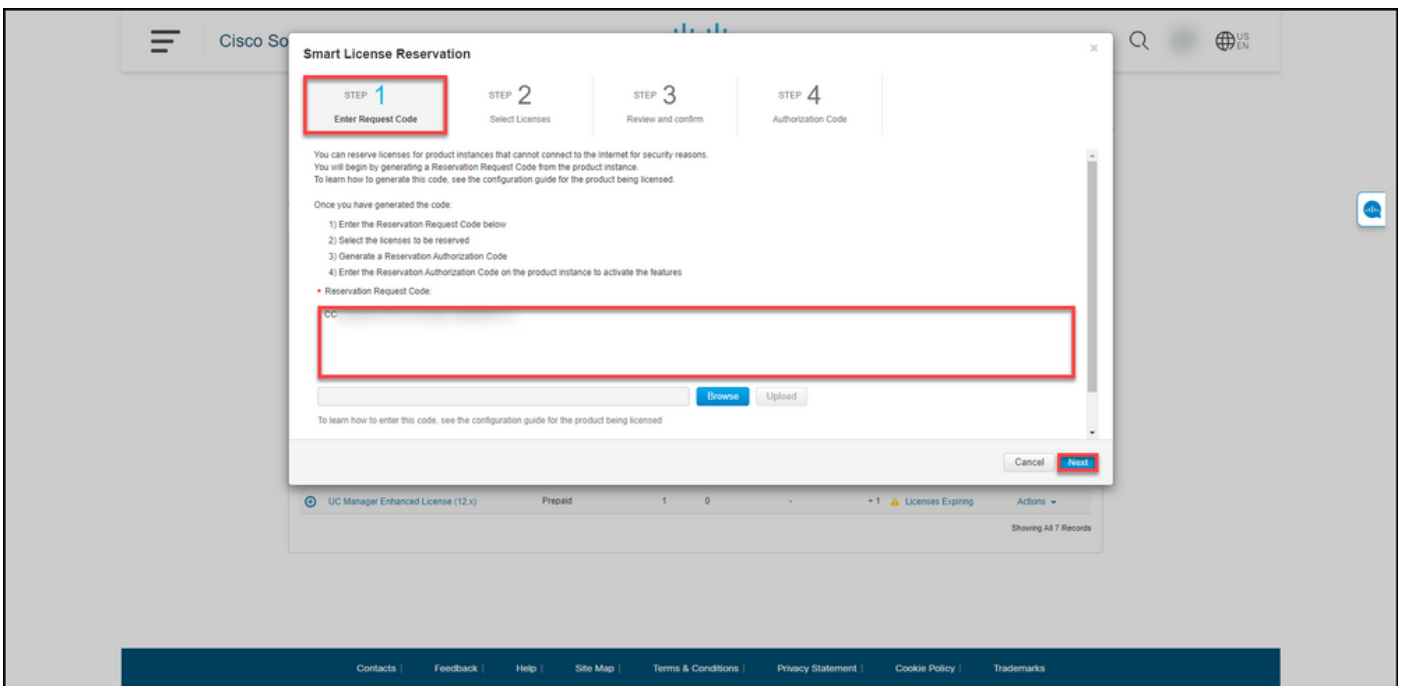 Cisco So
US
EN
Smart License Reservation
×
STEP 1
Enter Request Code
STEP 2
Select Licenses
STEP 3
Review and confirm
STEP 4
Authorization Code
You can reserve licenses for product instances that cannot connect to the Internet for security reasons.
You will begin by generating a Reservation Request Code from the product instance.
To learn how to generate this code, see the configuration guide for the product being licensed.
Once you have generated the code:
1) Enter the Reservation Request Code below
2) Select the licenses to be reserved
3) Generate a Reservation Authorization Code
4) Enter the Reservation Authorization Code on the product instance to activate the features
* Reservation Request Code:
CC
Browse
Upload
To learn how to enter this code, see the configuration guide for the product being licensed
Cancel
Next
UC Manager Enhanced License (12.x) Prepaid 1 0 - + 1 Licenses Expiring Actions
Showing All 7 Records
Contacts | Feedback | Help | Site Map | Terms & Conditions | Privacy Statement | Cookie Policy | Trademarks